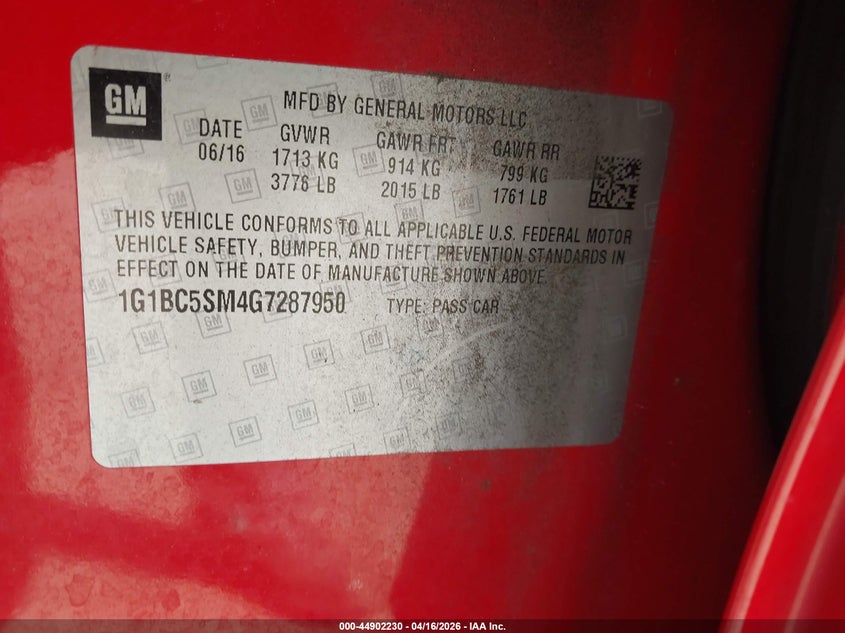 GM
MFD BY GENERAL MOTORS LLC
DATE GVWR GAWR FRT GAWR RR
06/16 1713 KG 914 KG 799 KG
3776 LB 2015 LB 1761 LB
THIS VEHICLE CONFORMS TO ALL APPLICABLE U.S. FEDERAL MOTOR
VEHICLE SAFETY, BUMPER, AND THEFT PREVENTION STANDARDS IN
EFFECT ON THE DATE OF MANUFACTURE SHOWN ABOVE.
1G1BC5SM4G7287950 TYPE: PASS CAR
000-44902230 - 04/16/2026 - IAA Inc.